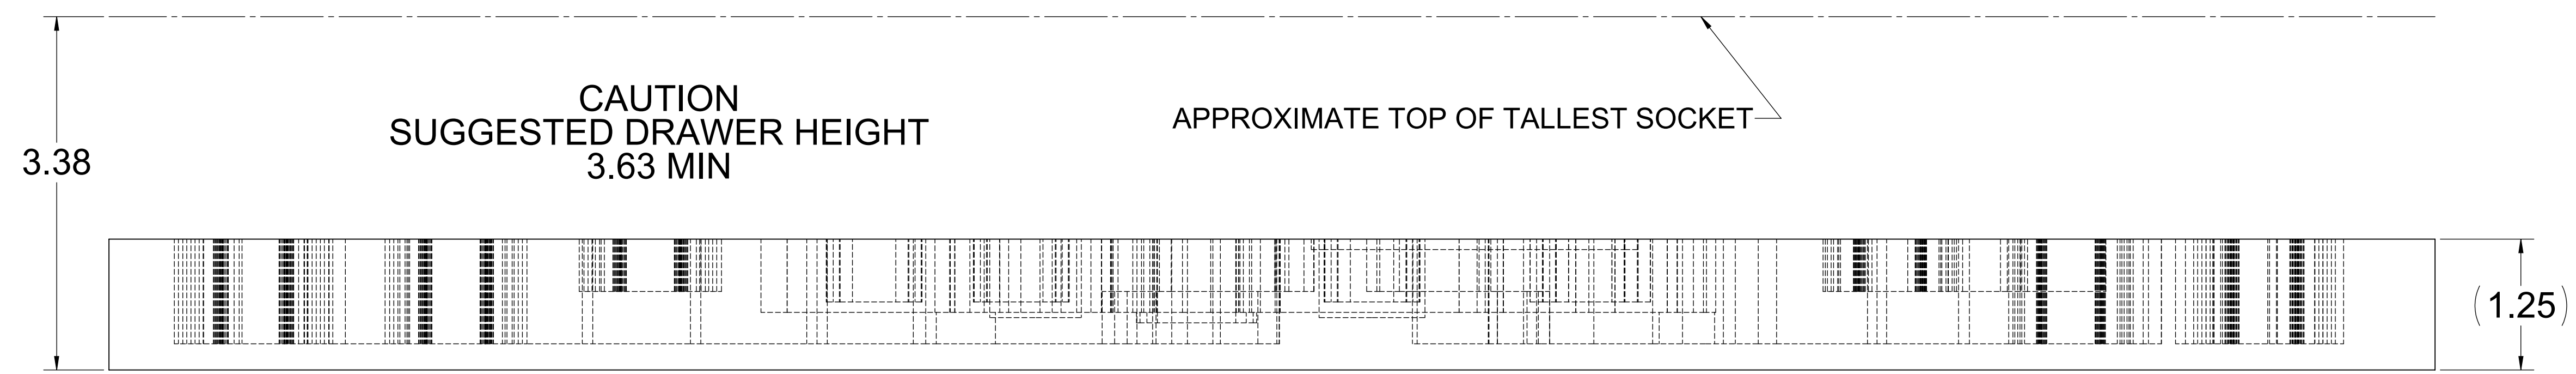 CAUTION
SUGGESTED DRAWER HEIGHT
3.63 MIN
APPROXIMATE TOP OF TALLEST SOCKET
3.38
(1.25)